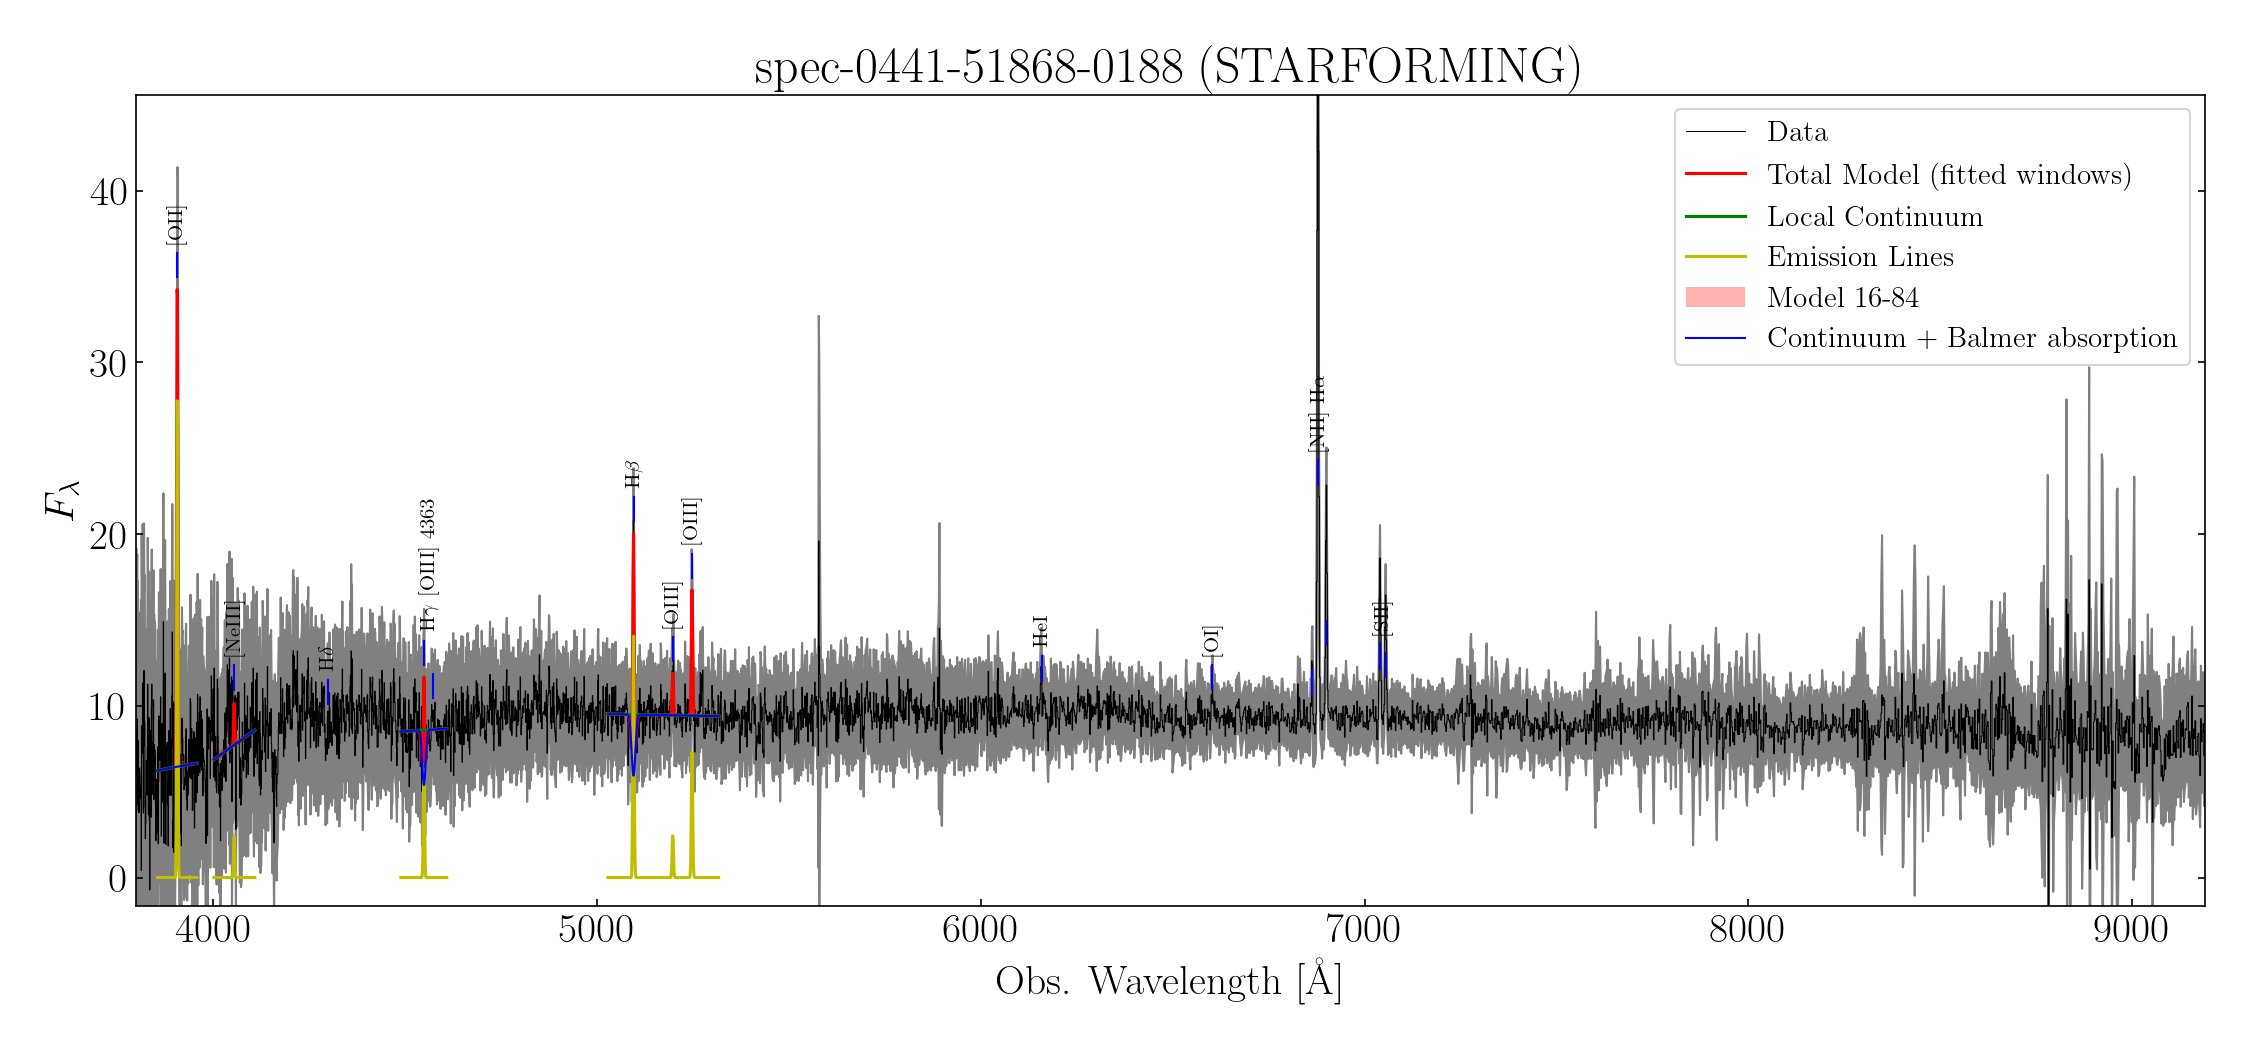 spec-0441-51868-0188 (STARFORMING)
Data
Total Model (fitted windows)
Local Continuum
Emission Lines
Model 16-84
Continuum + Balmer absorption
Fλ
40
30
20
10
0
[OII]
[NeIII]
Hδ
Hγ [OIII] 4363
Hβ
[OIII]
[OIII]
HeI
[OI]
[NII] Hα
[SII]
4000
5000
6000
7000
8000
9000
Obs. Wavelength [Å]